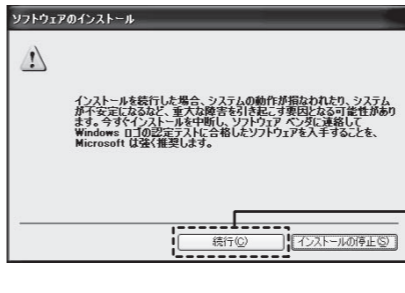 ソフトウェアのインストール
インストールを続行した場合、システムの動作が損なわれたり、システム
が不安定になるなど、重大な障害を引き起こす要因となる可能性があり
ます。今すぐインストールを中断し、ソフトウェア ベンダに連絡して
Windows ロゴの認定テストに合格したソフトウェアを入手することを、
Microsoft は強く推奨します。
続行(C)
インストールの停止(S)